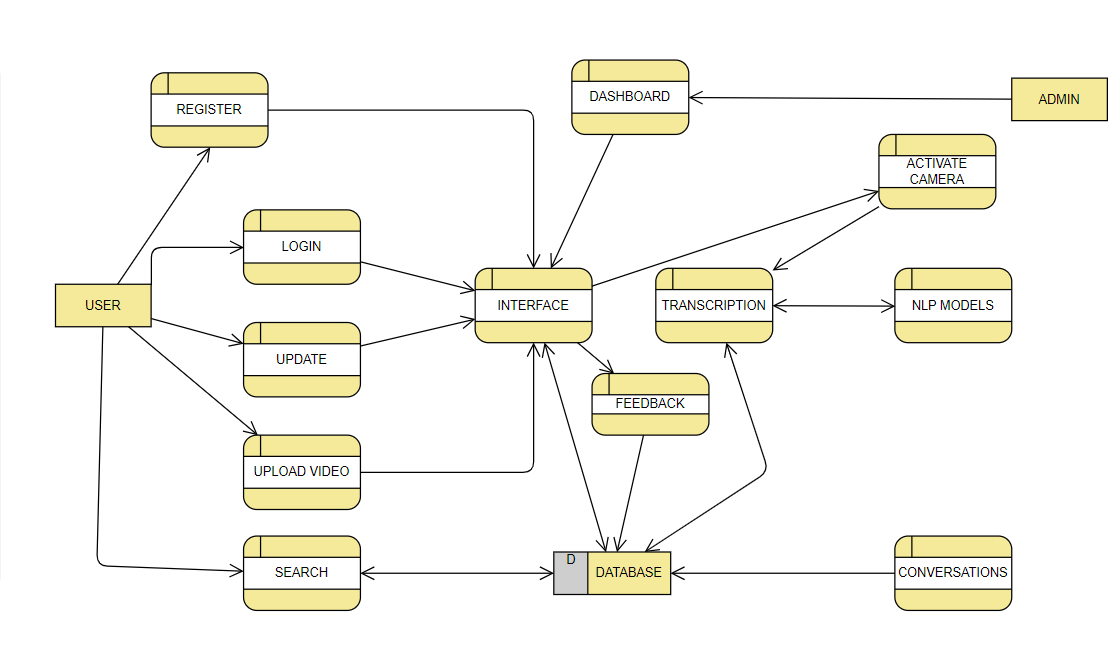 REGISTER
DASHBOARD
ADMIN
ACTIVATE
CAMERA
LOGIN
USER
INTERFACE
TRANSCRIPTION
NLP MODELS
UPDATE
FEEDBACK
UPLOAD VIDEO
SEARCH
D
DATABASE
CONVERSATIONS